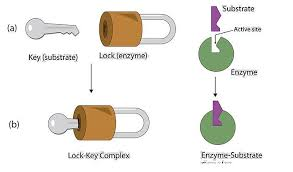 Substrate
(a)
Active site
Key (substrate)
Lock (enzyme)
Enzyme
(b)
Lock-Key Complex
Enzyme-Substrate